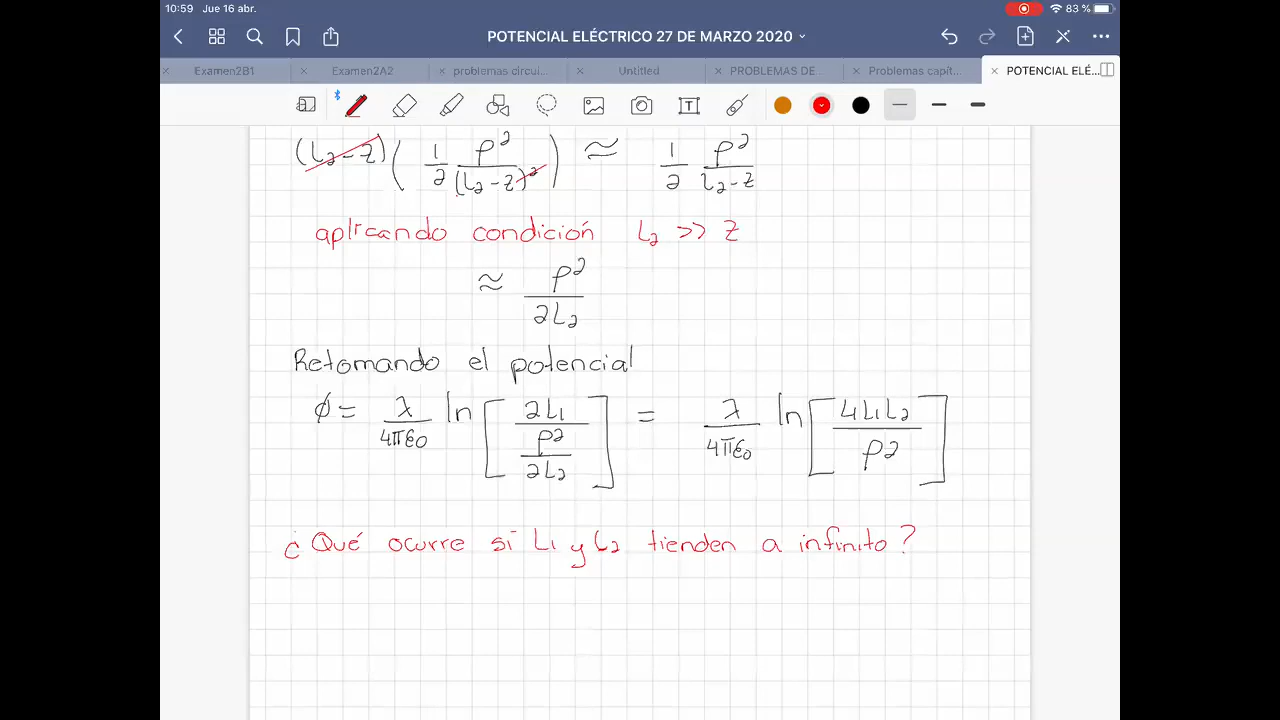 10:59 Jue 16 abr. 83 %
POTENCIAL ELÉCTRICO 27 DE MARZO 2020
Examen2B1 Examen2A2 problemas circui... Untitled PROBLEMAS DE... Problemas capít... POTENCIAL ELÉ...
(L₂-z)( 1/2 ρ²/(L₂-z)² ) ≈ 1/2 ρ²/(L₂-z)
aplicando condición L₂ >> z
≈ ρ²/2L₂
Retomando el potencial
ϕ = λ/4πε₀ ln[ 2L₁/(ρ²/2L₂) ] = λ/4πε₀ ln[ 4L₁L₂/ρ² ]
¿Qué ocurre si L₁ y L₂ tienden a infinito?